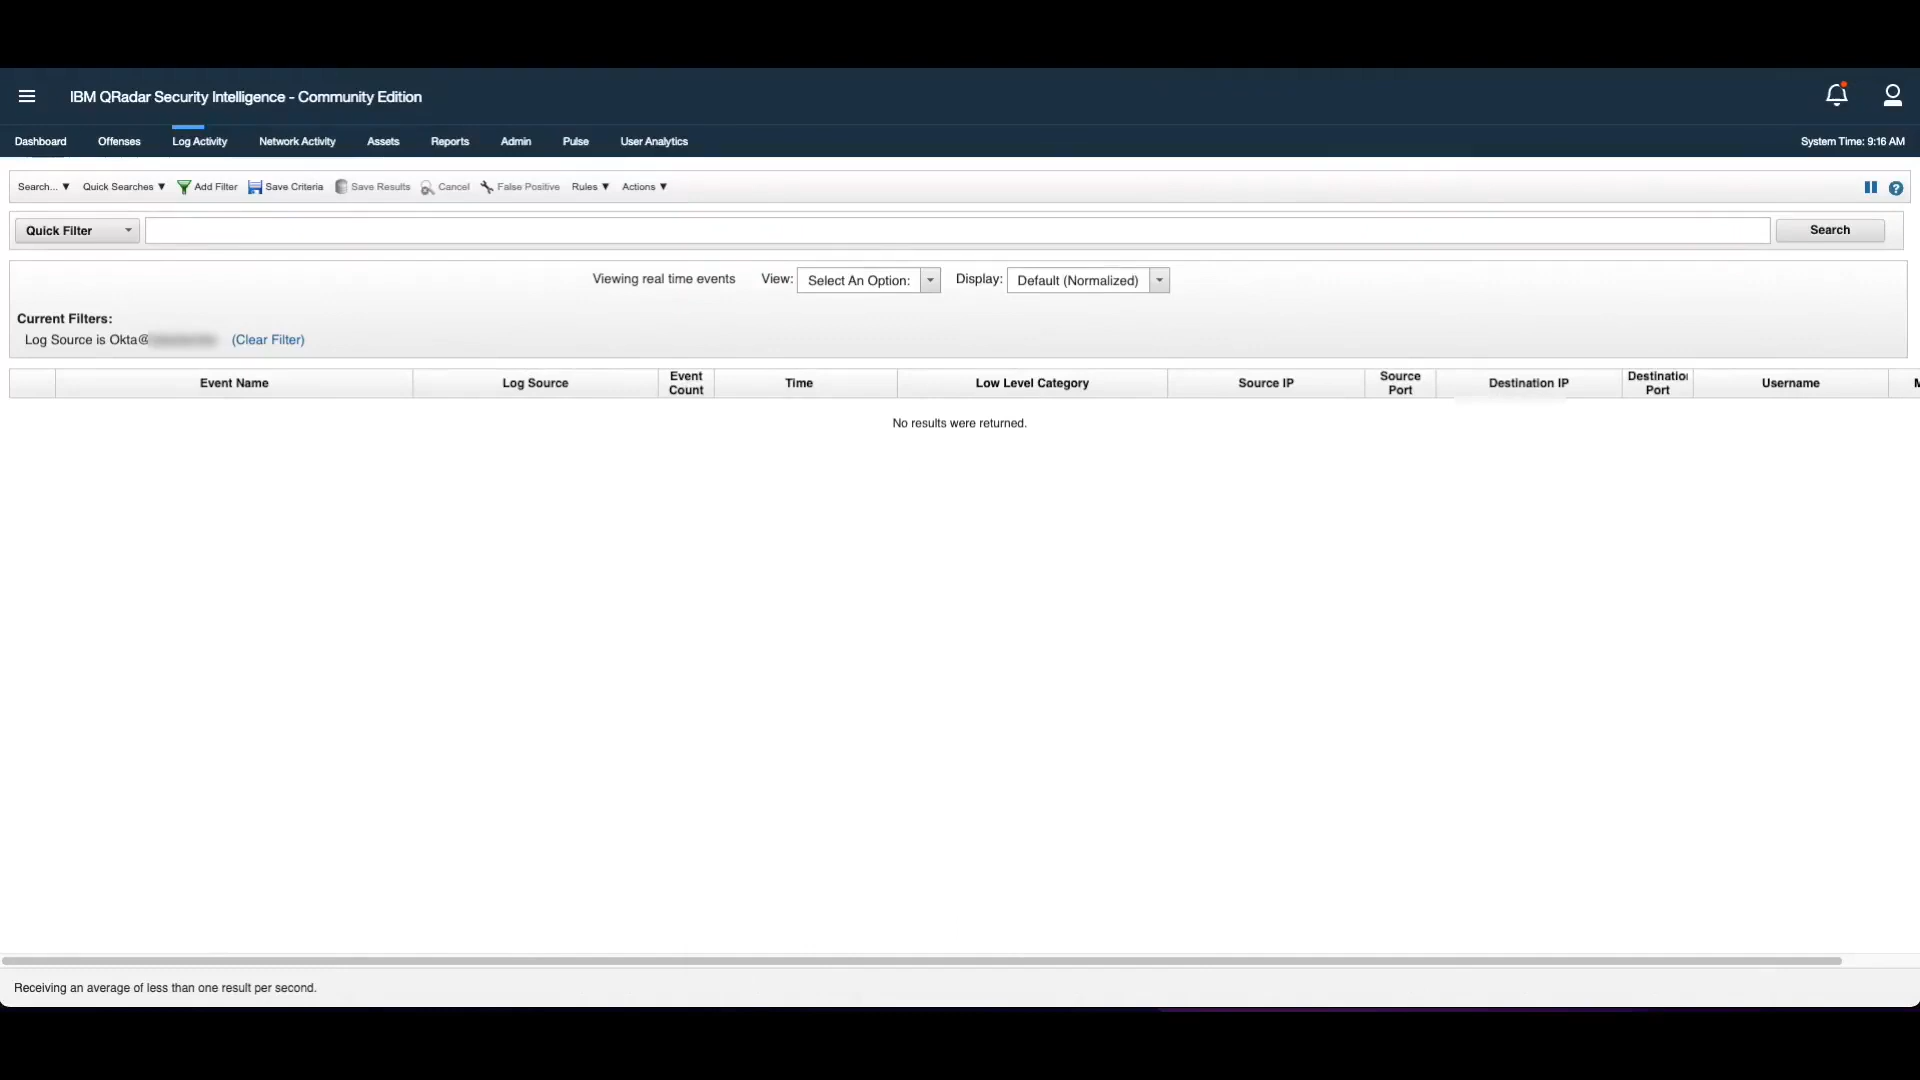 IBM QRadar Security Intelligence - Community Edition
Dashboard Offenses Log Activity Network Activity Assets Reports Admin Pulse User Analytics System Time: 9:16 AM
Search... ▼ Quick Searches ▼ Add Filter Save Criteria Save Results Cancel False Positive Rules ▼ Actions ▼
Quick Filter Search
Viewing real time events View: Select An Option: Display: Default (Normalized)
Current Filters:
Log Source is Okta@ (Clear Filter)
Event Name Log Source Event Count Time Low Level Category Source IP Source Port Destination IP Destinatio Port Username
No results were returned.
Receiving an average of less than one result per second.